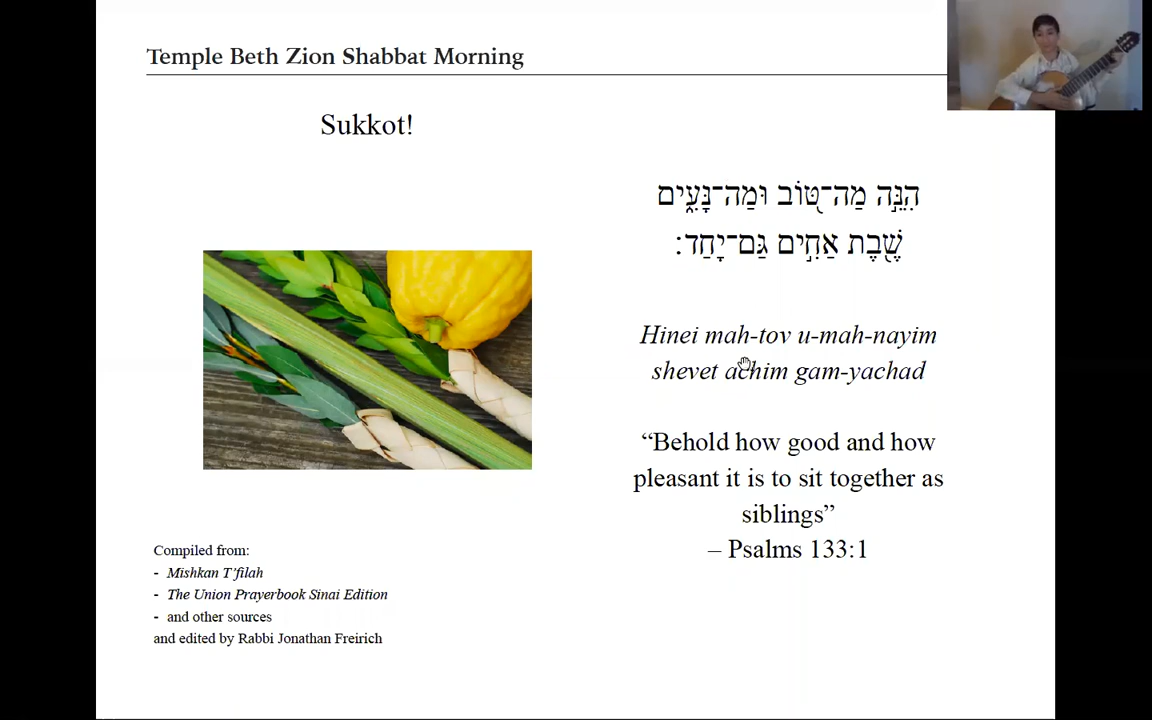 Temple Beth Zion Shabbat Morning
Sukkot!
הִנֵּ֣ה מַה־טּ֭וֹב וּמַה־נָּעִ֑ים
שֶׁ֖בֶת אַחִ֣ים גַּם־יָֽחַד׃
Hinei mah-tov u-mah-nayim
shevet achim gam-yachad
“Behold how good and how
pleasant it is to sit together as
siblings”
– Psalms 133:1
Compiled from:
- Mishkan T’filah
- The Union Prayerbook Sinai Edition
- and other sources
and edited by Rabbi Jonathan Freirich